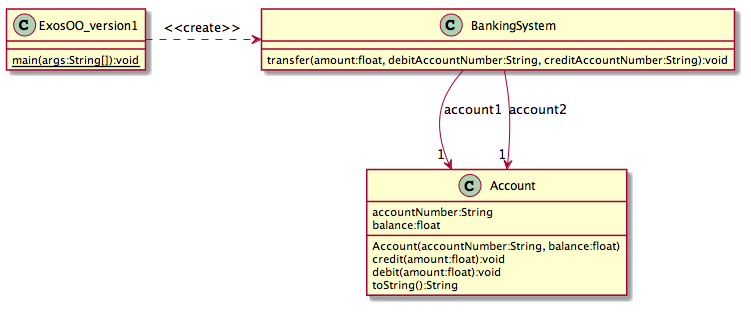 C ExosOO_version1
main(args:String[]):void
<<create>>
C BankingSystem
transfer(amount:float, debitAccountNumber:String, creditAccountNumber:String):void
account1
account2
1
1
C Account
accountNumber:String
balance:float
Account(accountNumber:String, balance:float)
credit(amount:float):void
debit(amount:float):void
toString():String